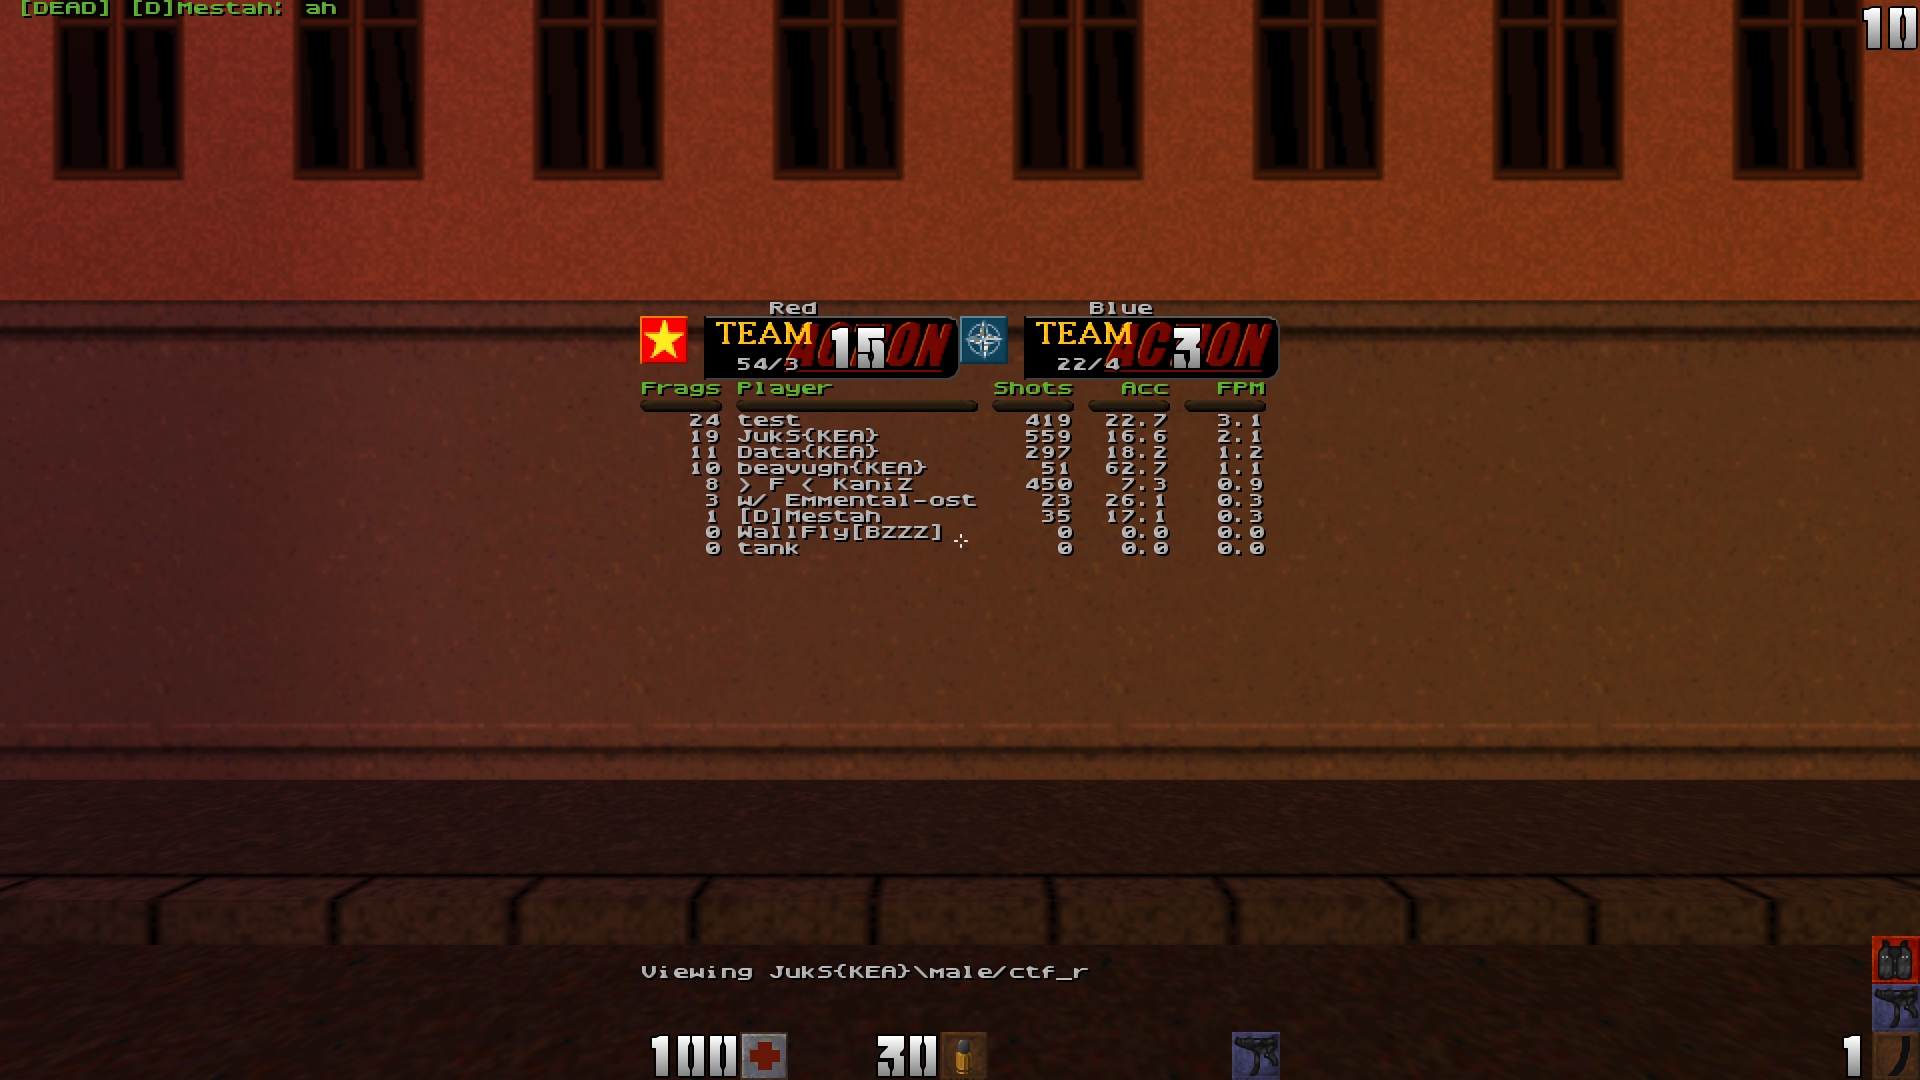 [DEAD] [D]Mestah: ah
10
Red Blue
TEAM ACTION 15 TEAM ACTION 3
54/3 22/4
Frags Player Shots Acc FPM
24 test 419 22.7 3.1
19 JukS{KEA} 559 16.6 2.1
11 Data{KEA} 297 18.2 1.2
10 beavugh{KEA} 51 62.7 1.1
8 > F < KaniZ 450 7.3 0.9
3 w/ Emmental-ost 23 26.1 0.3
1 [D]Mestah 35 17.1 0.3
0 WallFly[BZZZ] 0 0.0 0.0
0 tank 0 0.0 0.0
Viewing JukS{KEA}\male/ctf_r
100 30 1